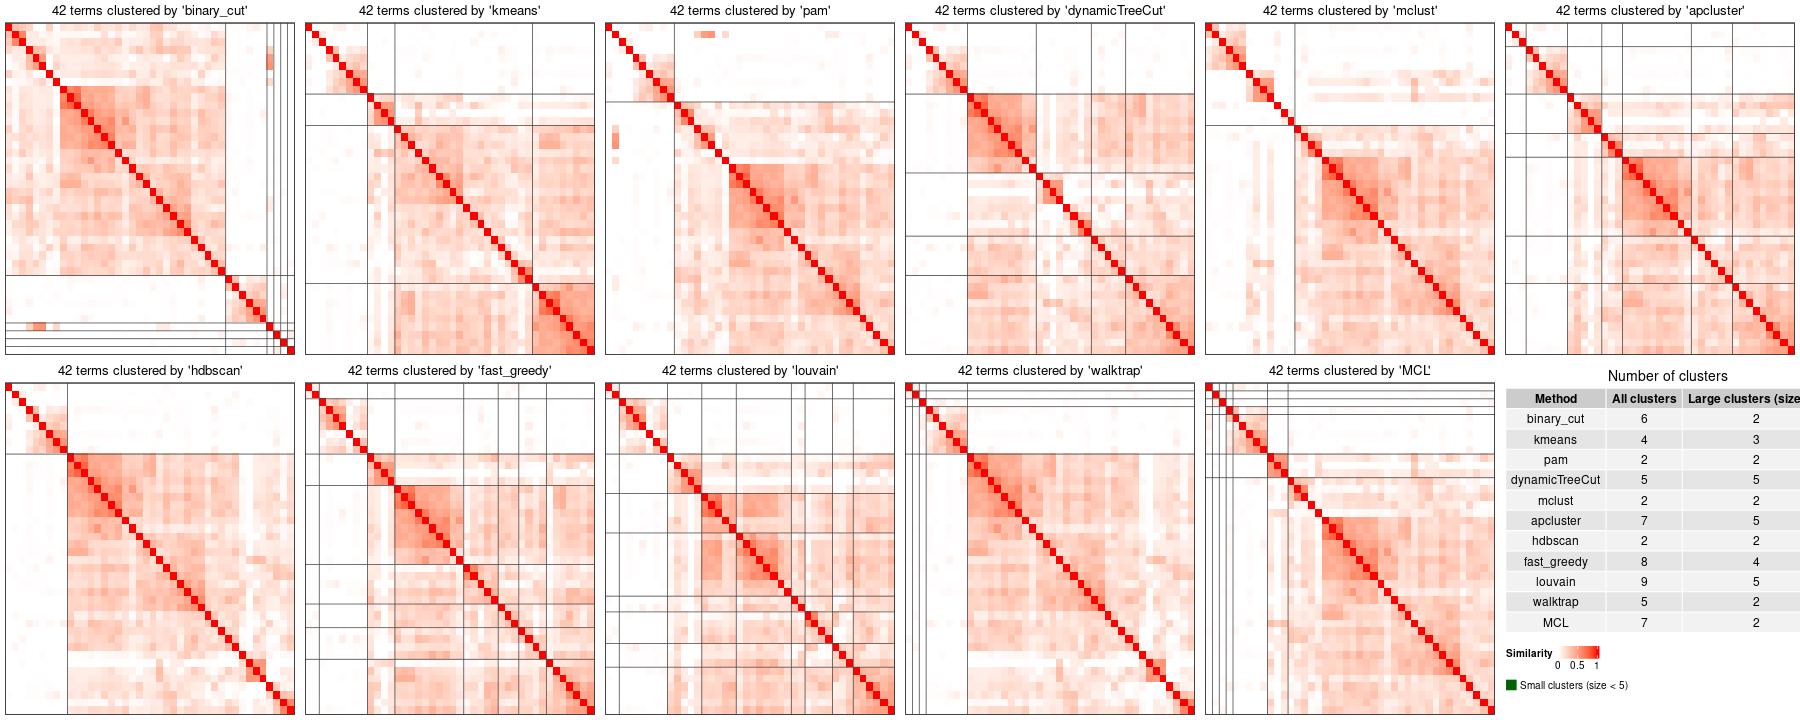 42 terms clustered by 'binary_cut'
42 terms clustered by 'kmeans'
42 terms clustered by 'pam'
42 terms clustered by 'dynamicTreeCut'
42 terms clustered by 'mclust'
42 terms clustered by 'apcluster'
42 terms clustered by 'hdbscan'
42 terms clustered by 'fast_greedy'
42 terms clustered by 'louvain'
42 terms clustered by 'walktrap'
42 terms clustered by 'MCL'
Number of clusters
Method All clusters Large clusters (size
binary_cut 6 2
kmeans 4 3
pam 2 2
dynamicTreeCut 5 5
mclust 2 2
apcluster 7 5
hdbscan 2 2
fast_greedy 8 4
louvain 9 5
walktrap 5 2
MCL 7 2
Similarity
0 0.5 1
Small clusters (size < 5)